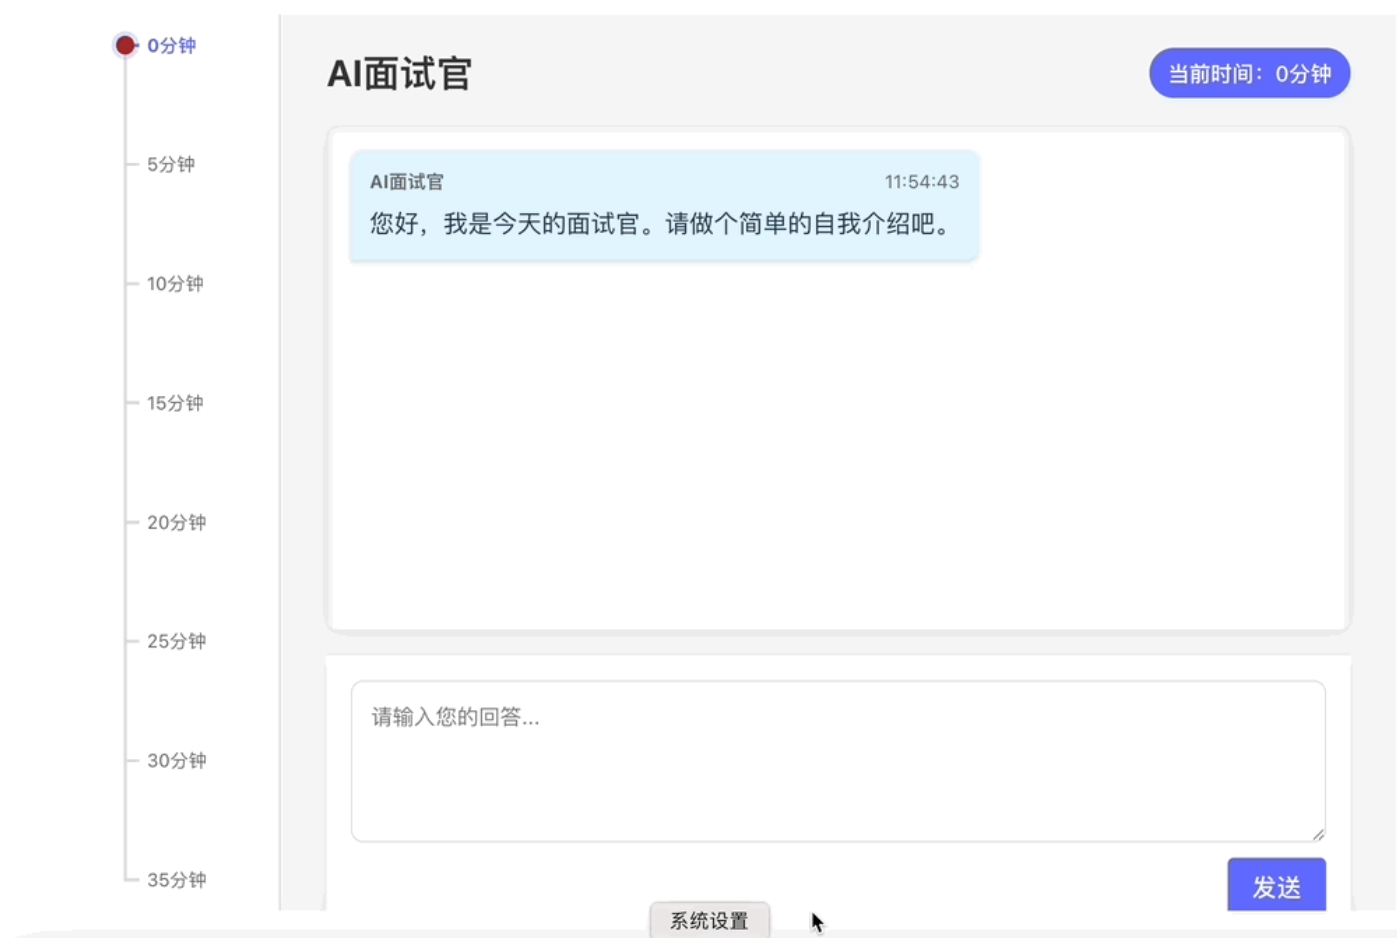 0分钟
5分钟
10分钟
15分钟
20分钟
25分钟
30分钟
35分钟
AI面试官
当前时间：0分钟
AI面试官 11:54:43
您好，我是今天的面试官。请做个简单的自我介绍吧。
请输入您的回答...
发送
系统设置